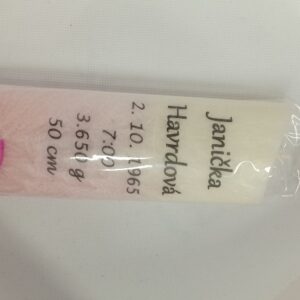 Janička
Havrdová
2. 10. 1965
7:00
3.650 g
50 cm